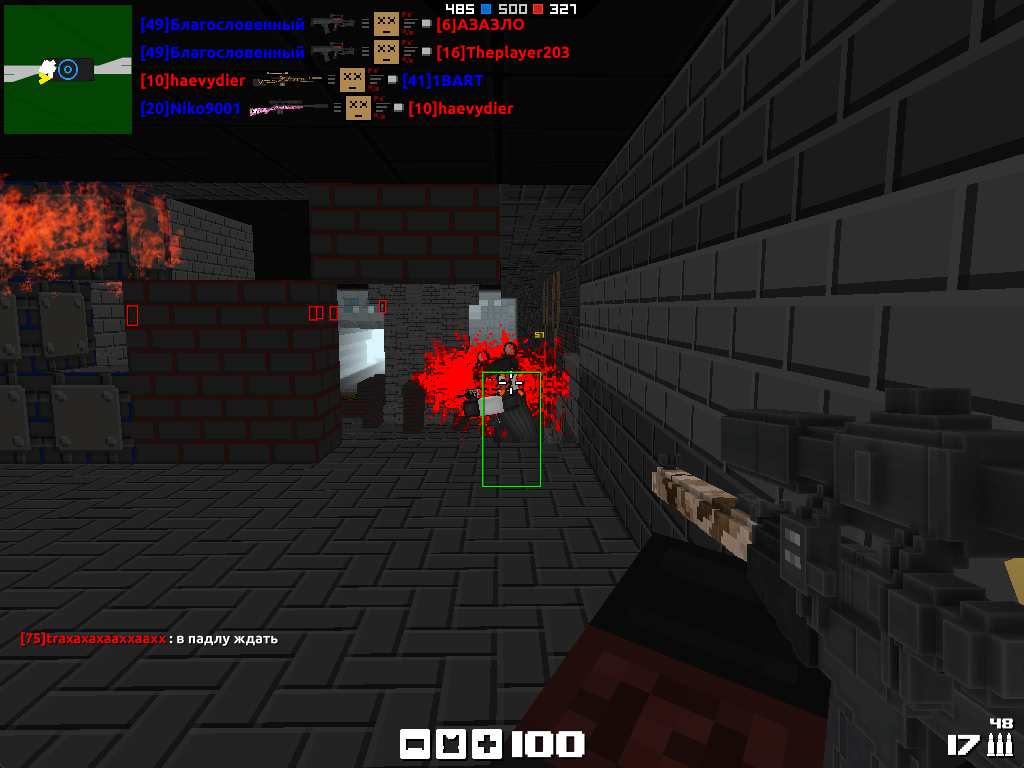 485 500 327
[49]Благословенный [6]АЗАЗЛО
[49]Благословенный [16]Theplayer203
[10]haevydier [41]1BART
[20]Niko9001 [10]haevydier
[75]traxaxaxaaxxaaxx : в падлу ждать
100
48
17